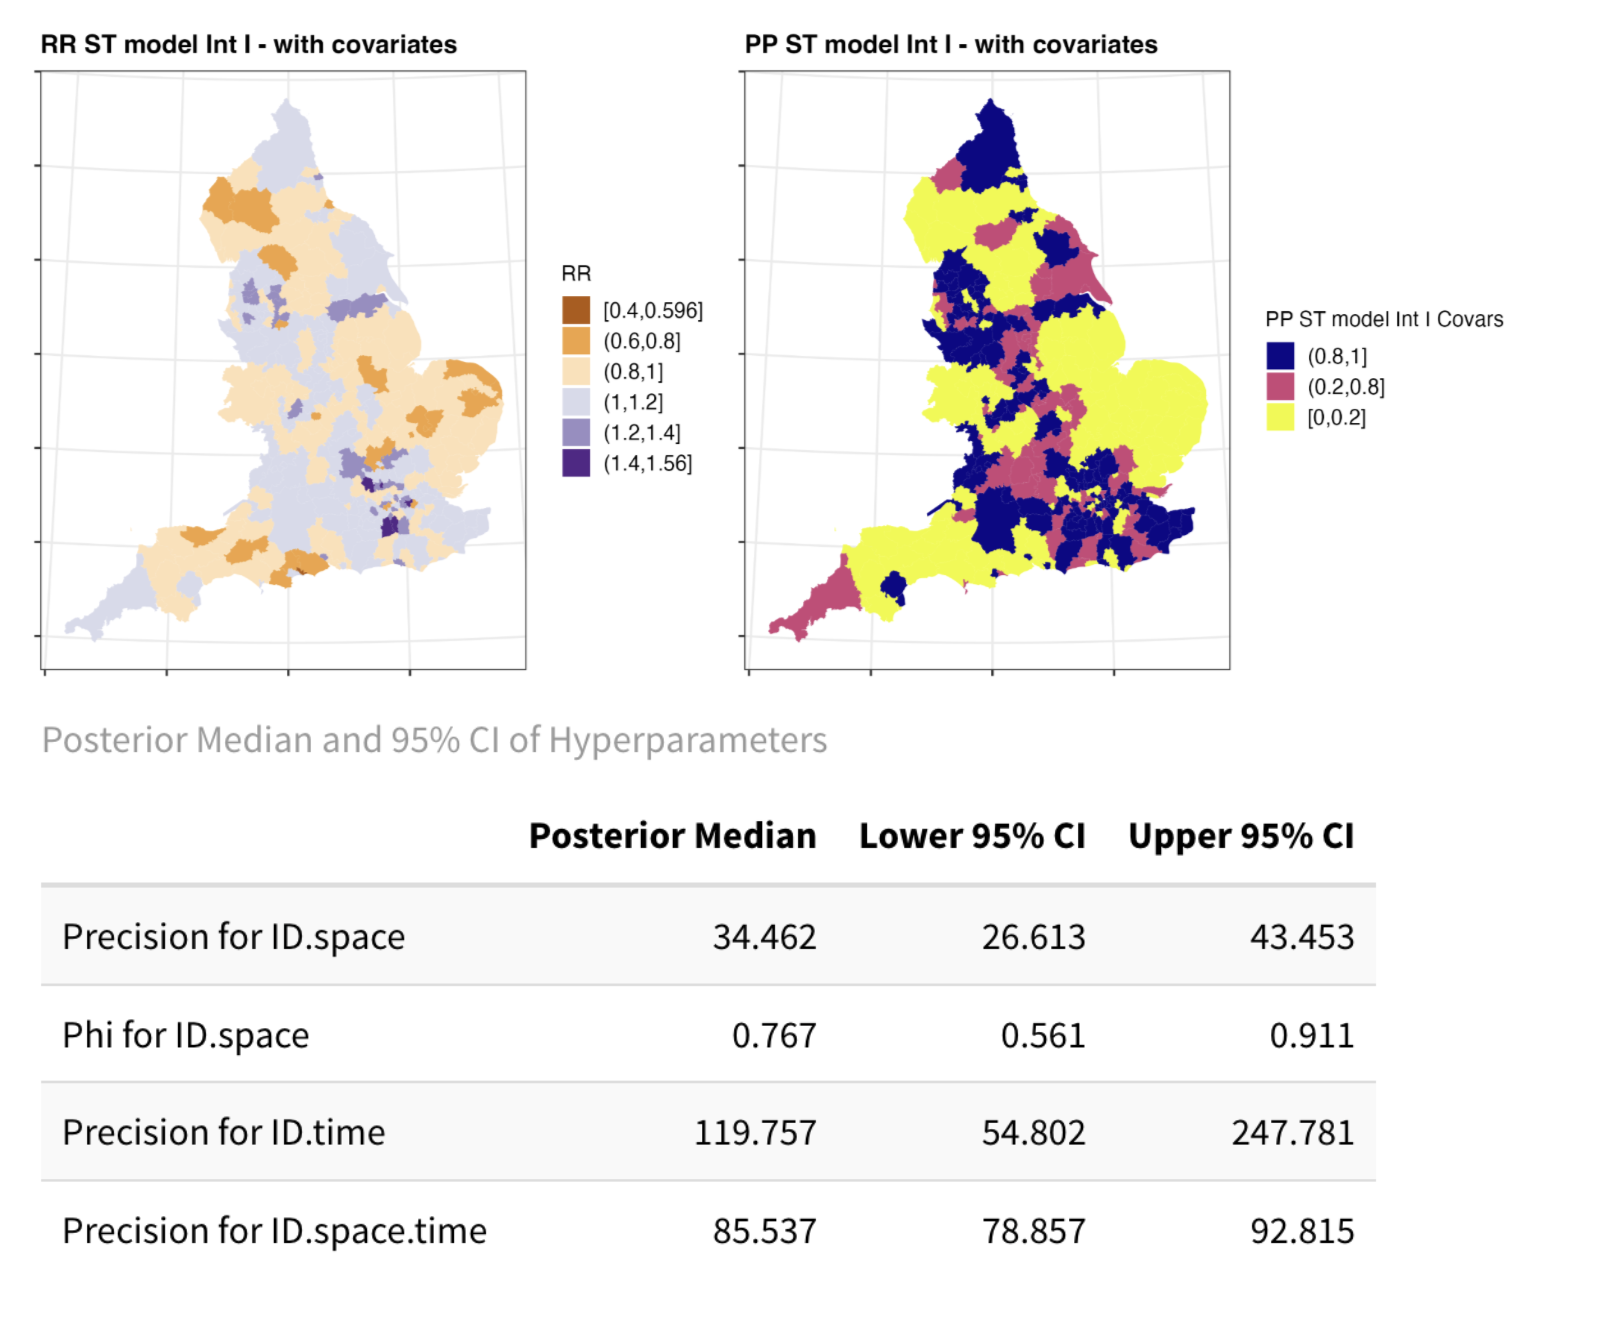 RR ST model Int I - with covariates
PP ST model Int I - with covariates
RR
[0.4,0.596]
(0.6,0.8]
(0.8,1]
(1,1.2]
(1.2,1.4]
(1.4,1.56]
PP ST model Int I Covars
(0.8,1]
(0.2,0.8]
[0,0.2]
Posterior Median and 95% CI of Hyperparameters
Posterior Median Lower 95% CI Upper 95% CI
Precision for ID.space 34.462 26.613 43.453
Phi for ID.space 0.767 0.561 0.911
Precision for ID.time 119.757 54.802 247.781
Precision for ID.space.time 85.537 78.857 92.815